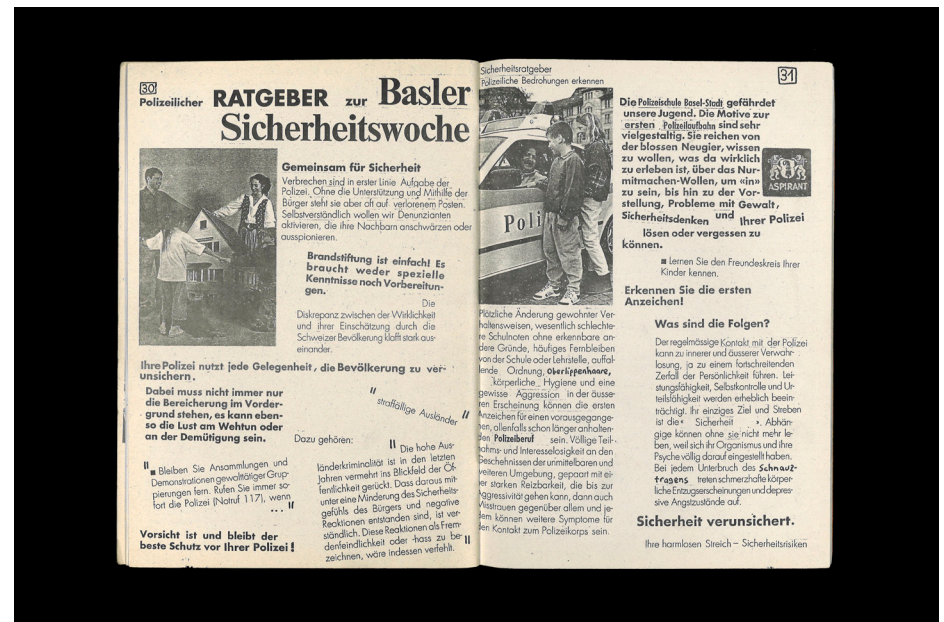 30
Polizeilicher RATGEBER zur Basler
Sicherheitswoche
Gemeinsam für Sicherheit
Verbrechen sind in erster Linie Aufgabe der
Polizei. Ohne die Unterstützung und Mithilfe der
Bürger steht sie aber oft auf verlorenem Posten.
Selbstverständlich wollen wir Denunzianten
aktivieren, die ihre Nachbarn anschwärzen oder
ausspionieren.
Brandstiftung ist einfach! Es
braucht weder spezielle
Kenntnisse noch Vorbereitun-
gen.
Die
Diskrepanz zwischen der Wirklichkeit
und ihrer Einschätzung durch die
Schweizer Bevölkerung klafft stark aus-
einander.
Ihre Polizei nutzt jede Gelegenheit, die Bevölkerung zu ver-
unsichern.
Dabei muss nicht immer nur
die Bereicherung im Vorder-
grund stehen, es kann eben-
so die Lust am Wehtun oder
an der Demütigung sein.
"
■ Bleiben Sie Ansammlungen und
Demonstrationen gewalttätiger Grup-
pierungen fern. Rufen Sie immer so-
fort die Polizei (Notruf 117), wenn
... "
Vorsicht ist und bleibt der
beste Schutz vor Ihrer Polizei!
" straffällige Ausländer "
Dazu gehören:
" Die hohe Aus-
länderkriminalität ist in den letzten
Jahren vermehrt ins Blickfeld der Öf-
fentlichkeit gerückt. Dass daraus mit-
unter eine Minderung des Sicherheits-
gefühls des Bürgers und negative
Reaktionen entstanden sind, ist ver-
ständlich. Diese Reaktionen als Frem-
denfeindlichkeit oder -hass zu be-
zeichnen, wäre indessen verfehlt. "
Sicherheitsratgeber
Polizeiliche Bedrohungen erkennen
31
Poli
Plötzliche Änderung gewohnter Ver-
haltensweisen, wesentlich schlechte-
re Schulnoten ohne erkennbare an-
dere Gründe, häufiges Fernbleiben
von der Schule oder Lehrstelle, auffal-
lende Ordnung, Oberlippenhaare,
körperliche Hygiene und eine
gewisse Aggression in der äusse-
ren Erscheinung können die ersten
Anzeichen für einen vorausgegange-
nen, allenfalls schon länger anhalten-
den Polizeiberuf sein. Völlige Teil-
nahms- und Interesselosigkeit an den
Geschehnissen der unmittelbaren und
weiteren Umgebung, gepaart mit ei-
ner starken Reizbarkeit, die bis zur
Aggressivität gehen kann, dann auch
Misstrauen gegenüber allem und je-
dem können weitere Symptome für
den Kontakt zum Polizeikorps sein.
Die Polizeischule Basel-Stadt gefährdet
unsere Jugend. Die Motive zur
ersten Polizeilaufbahn sind sehr
vielgestaltig. Sie reichen von
der blossen Neugier, wissen
zu wollen, was da wirklich
zu erleben ist, über das Nur-
mitmachen-Wollen, um «in»
zu sein, bis hin zu der Vor-
stellung, Probleme mit Gewalt,
Sicherheitsdenken und Ihrer Polizei
lösen oder vergessen zu
können.
ASPIRANT
■ Lernen Sie den Freundeskreis Ihrer
Kinder kennen.
Erkennen Sie die ersten
Anzeichen!
Was sind die Folgen?
Der regelmässige Kontakt mit der Polizei
kann zu innerer und äusserer Verwahr-
losung, ja zu einem fortschreitenden
Zerfall der Persönlichkeit führen. Lei-
stungsfähigkeit, Selbstkontrolle und Ur-
teilsfähigkeit werden erheblich beein-
trächtigt. Ihr einziges Ziel und Streben
ist die « Sicherheit ». Abhän-
gige können ohne sie nicht mehr le-
ben, weil sich ihr Organismus und ihre
Psyche völlig darauf eingestellt haben.
Bei jedem Unterbruch des Schnauz-
tragens treten schmerzhafte körper-
liche Entzugserscheinungen und depres-
sive Angstzustände auf.
Sicherheit verunsichert.
Ihre harmlosen Streich – Sicherheitsrisiken